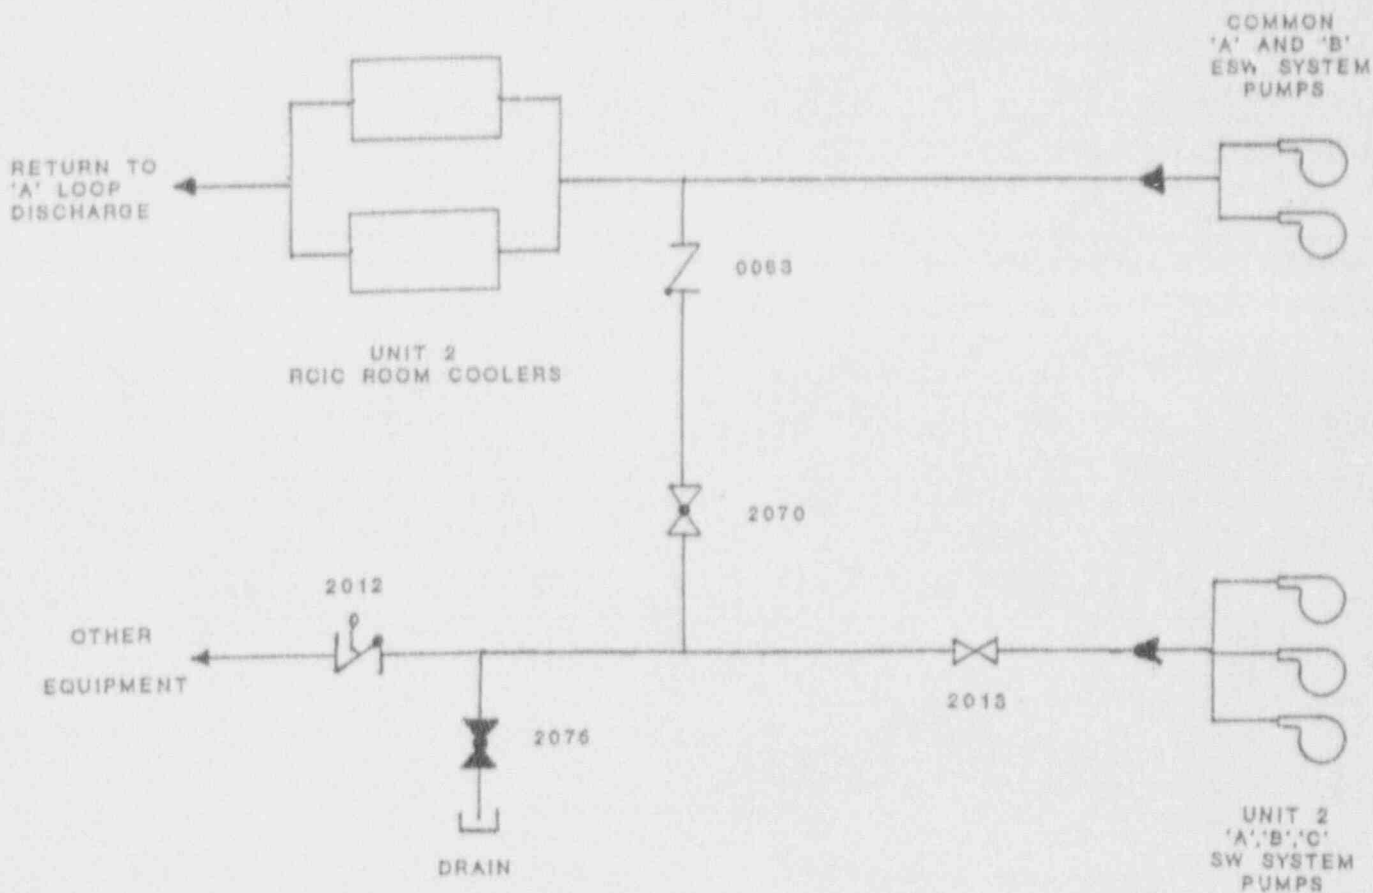 COMMON
'A' AND 'B'
ESW SYSTEM
PUMPS
RETURN TO
'A' LOOP
DISCHARGE
0063
UNIT 2
RCIC ROOM COOLERS
2070
2012
OTHER
EQUIPMENT
2013
2076
DRAIN
UNIT 2
'A','B','C'
SW SYSTEM
PUMPS